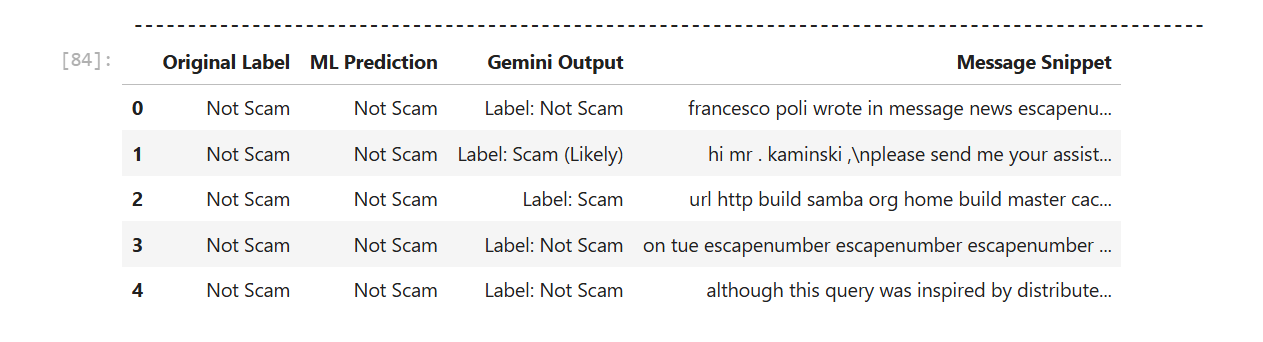 --------------------------------------------------------------------------------
[84]:
Original Label ML Prediction Gemini Output Message Snippet
0 Not Scam Not Scam Label: Not Scam francesco poli wrote in message news escapenu...
1 Not Scam Not Scam Label: Scam (Likely) hi mr . kaminski ,\nplease send me your assist...
2 Not Scam Not Scam Label: Scam url http build samba org home build master cac...
3 Not Scam Not Scam Label: Not Scam on tue escapenumber escapenumber escapenumber ...
4 Not Scam Not Scam Label: Not Scam although this query was inspired by distribute...